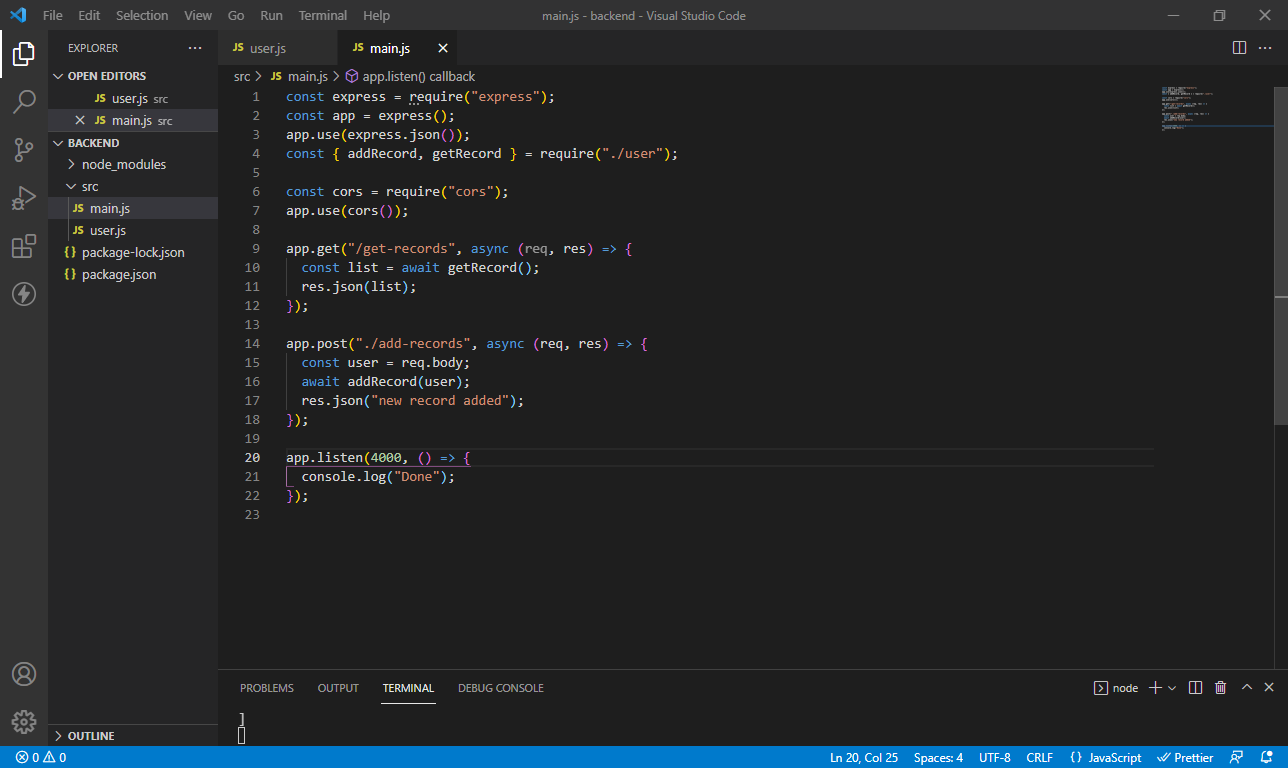 File Edit Selection View Go Run Terminal Help main.js - backend - Visual Studio Code
EXPLORER
OPEN EDITORS
JS user.js src
JS main.js src
BACKEND
node_modules
src
JS main.js
JS user.js
{} package-lock.json
{} package.json
OUTLINE
JS user.js JS main.js
src > JS main.js > app.listen() callback
1 const express = require("express");
2 const app = express();
3 app.use(express.json());
4 const { addRecord, getRecord } = require("./user");
5
6 const cors = require("cors");
7 app.use(cors());
8
9 app.get("/get-records", async (req, res) => {
10 const list = await getRecord();
11 res.json(list);
12 });
13
14 app.post("./add-records", async (req, res) => {
15 const user = req.body;
16 await addRecord(user);
17 res.json("new record added");
18 });
19
20 app.listen(4000, () => {
21 console.log("Done");
22 });
23
PROBLEMS OUTPUT TERMINAL DEBUG CONSOLE node
]
0 0 Ln 20, Col 25 Spaces: 4 UTF-8 CRLF {} JavaScript Prettier